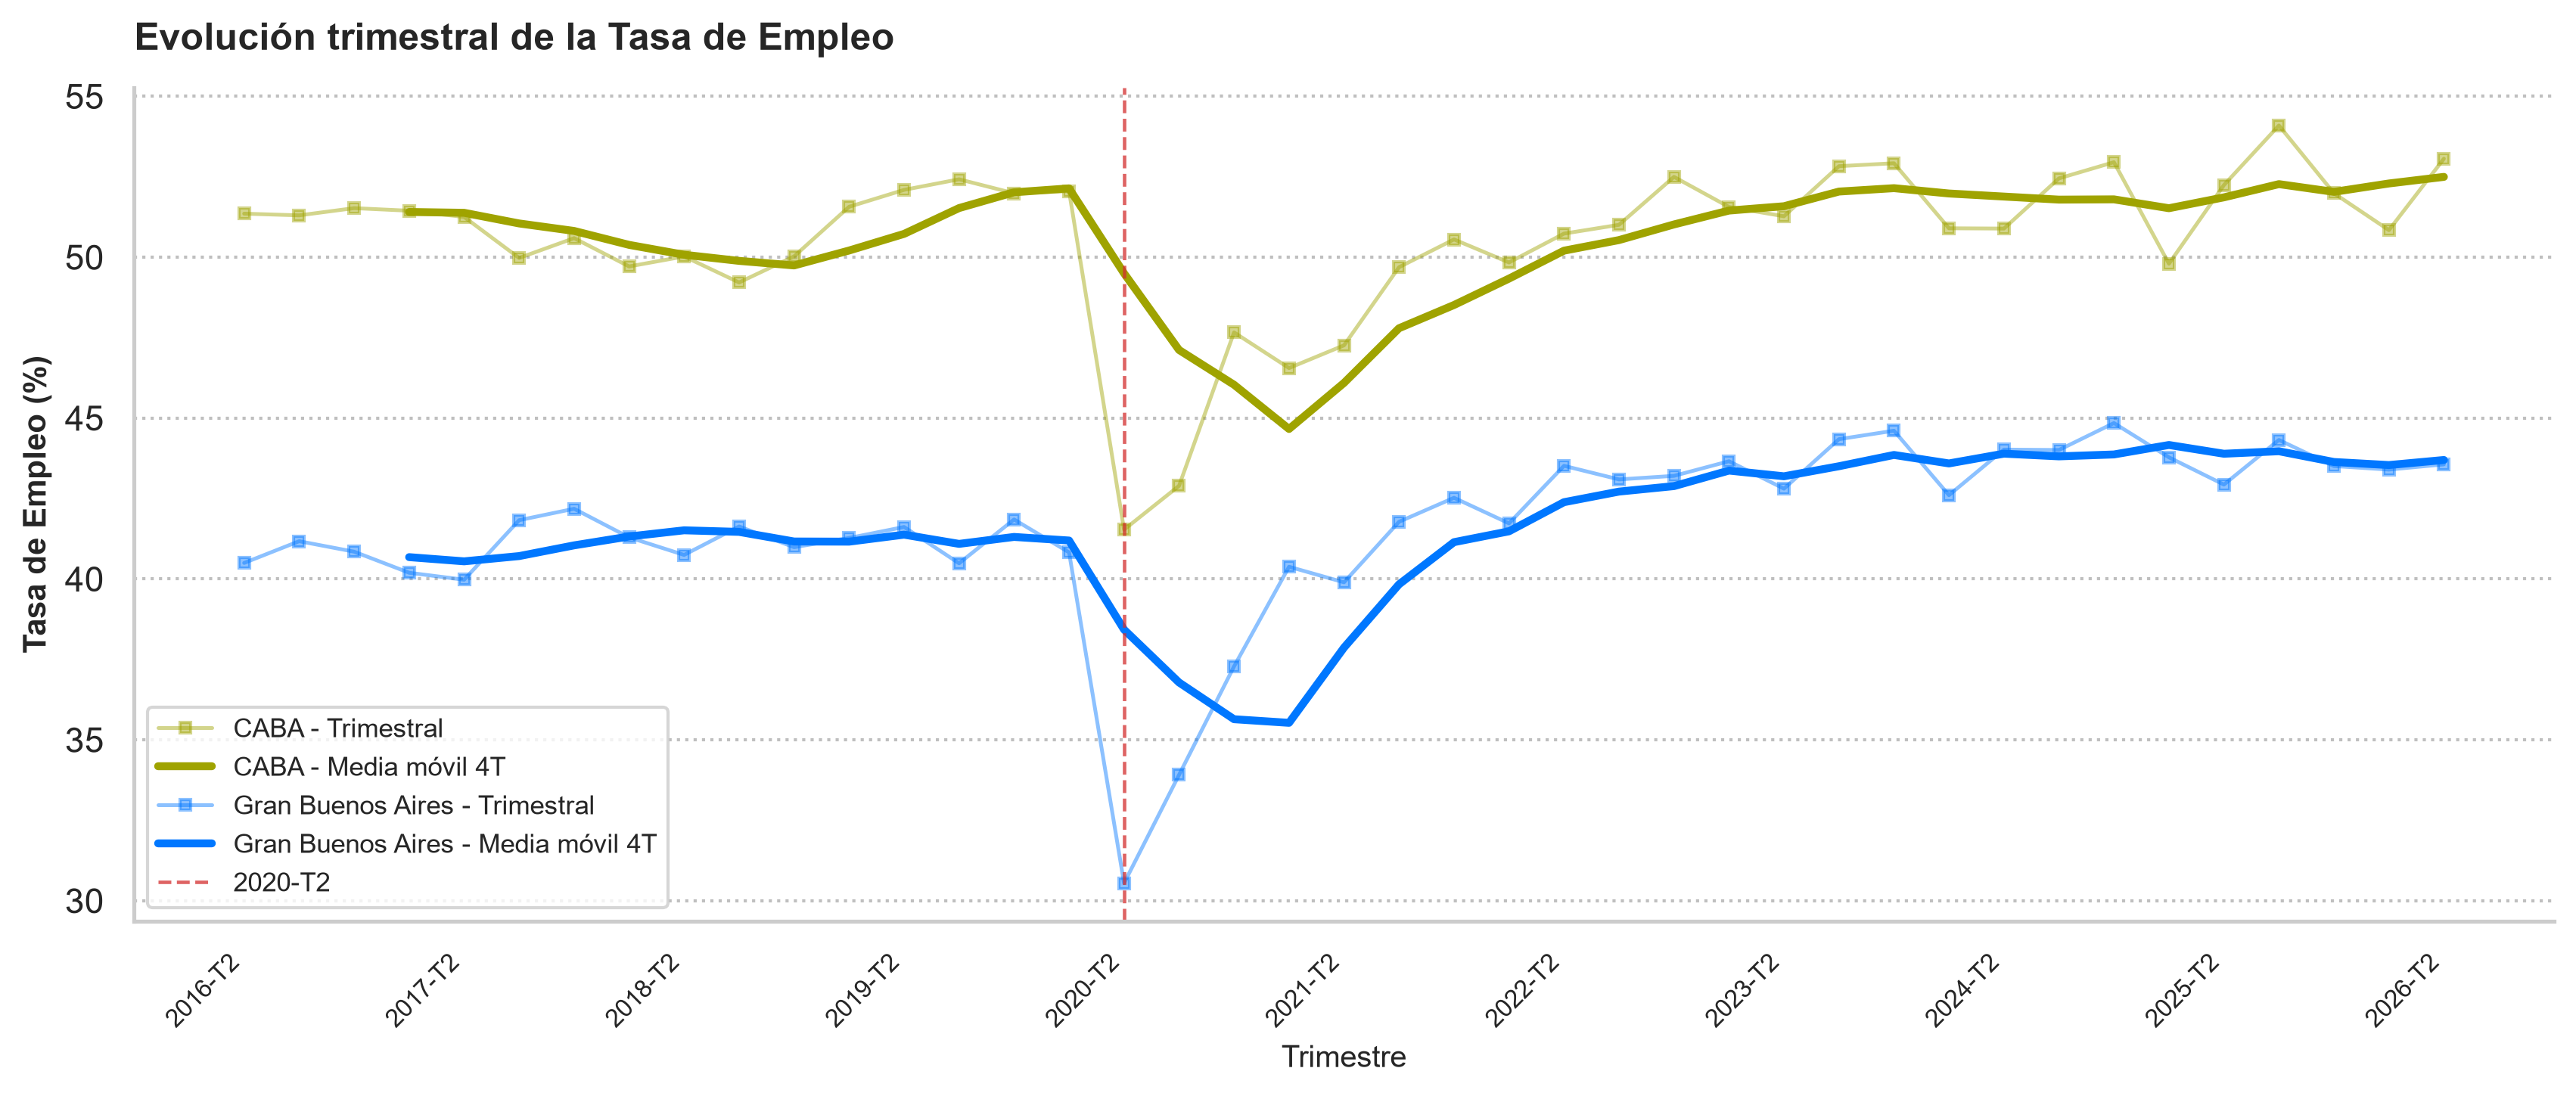 Evolución trimestral de la Tasa de Empleo
55
50
45
40
35
30
Tasa de Empleo (%)
CABA - Trimestral
CABA - Media móvil 4T
Gran Buenos Aires - Trimestral
Gran Buenos Aires - Media móvil 4T
2020-T2
2016-T2
2017-T2
2018-T2
2019-T2
2020-T2
2021-T2
2022-T2
2023-T2
2024-T2
2025-T2
2026-T2
Trimestre